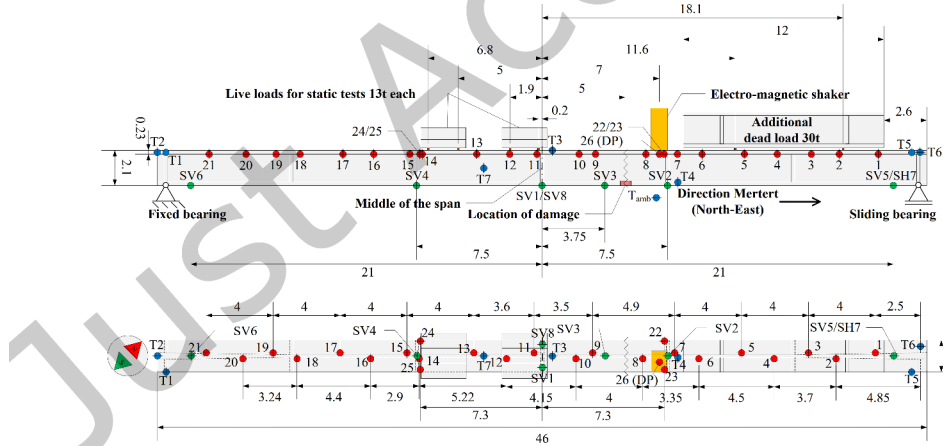 18.1
12
6.8
11.6
5
7
1.9
5
Live loads for static tests 13t each
0.2
Electro-magnetic shaker
2.6
0.23
T2
T1
24/25
13
T3
22/23
26 (DP)
Additional
dead load 30t
T5
T6
2.1
21 20 19 18 17 16 15 14 12 11 10 9 8 7 6 5 4 3 2 1
T7
SV6
SV4
SV3
SV2
T4
SV5/SH7
SV1/SV8
Middle of the span
Tamb
Direction Mertert
(North-East)
Fixed bearing
Location of damage
Sliding bearing
3.75
7.5
7.5
21
21
4 4 4 4 3.6 3.5 4.9 4 4 4 2.5
SV6
SV4
24
SV8
SV3
22
SV2
SV5/SH7
T2
21
19
17
15
13
11
T3
9
7
5
3
1
T6
T1
20
18
16
25
14
T7
12
SV1
10
8
26 (DP)
T4
23
6
4
2
T5
3.24 4.4 2.9 5.22 4.15 4 3.35 4.5 3.7 4.85
7.3
7.3
46
Just Acc